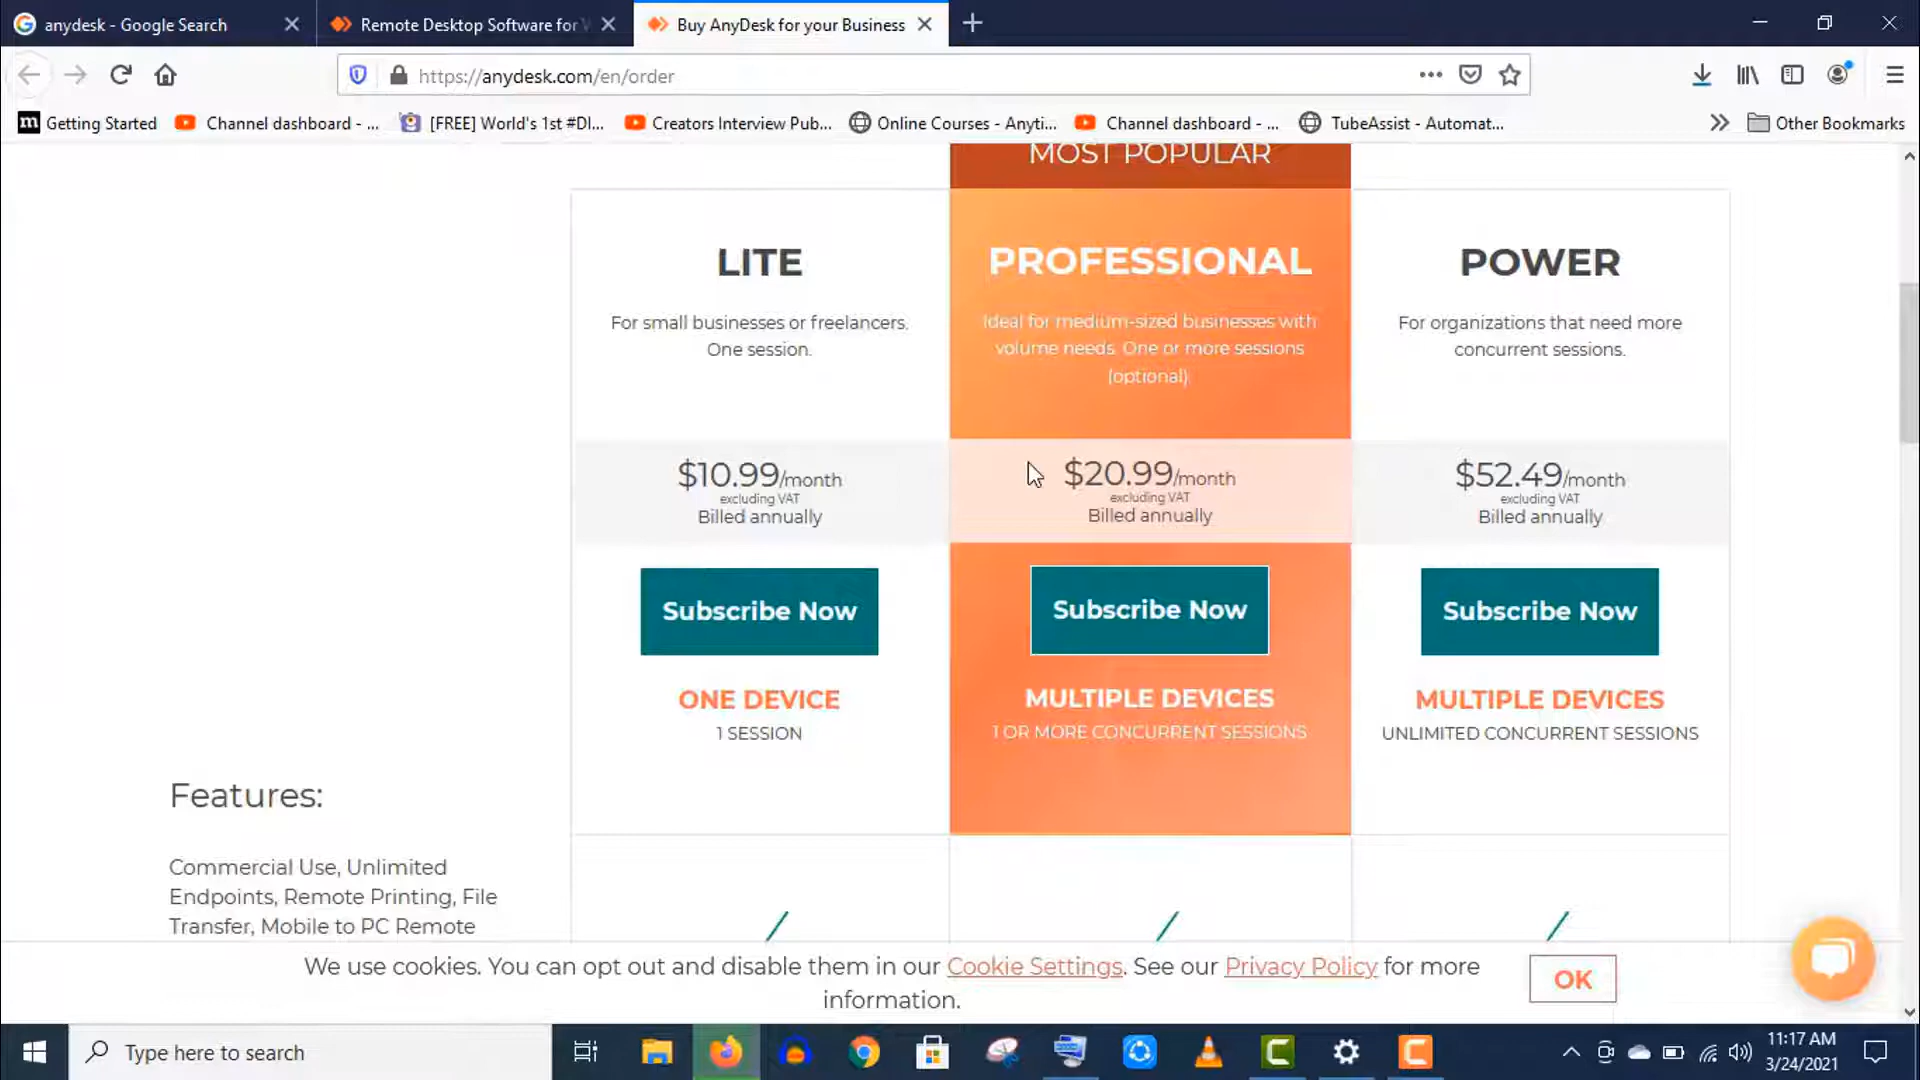 anydesk - Google Search
Remote Desktop Software for
Buy AnyDesk for your Business
https://anydesk.com/en/order
Getting Started
Channel dashboard - ...
[FREE] World's 1st #DI...
Creators Interview Pub...
Online Courses - Anyti...
Channel dashboard - ...
TubeAssist - Automat...
Other Bookmarks
MOST POPULAR
LITE
For small businesses or freelancers.
One session.
$10.99/month
excluding VAT
Billed annually
Subscribe Now
ONE DEVICE
1 SESSION
PROFESSIONAL
Ideal for medium-sized businesses with
volume needs. One or more sessions
(optional).
$20.99/month
excluding VAT
Billed annually
Subscribe Now
MULTIPLE DEVICES
1 OR MORE CONCURRENT SESSIONS
POWER
For organizations that need more
concurrent sessions.
$52.49/month
excluding VAT
Billed annually
Subscribe Now
MULTIPLE DEVICES
UNLIMITED CONCURRENT SESSIONS
Features:
Commercial Use, Unlimited
Endpoints, Remote Printing, File
Transfer, Mobile to PC Remote
We use cookies. You can opt out and disable them in our Cookie Settings. See our Privacy Policy for more
information.
OK
Type here to search
11:17 AM
3/24/2021